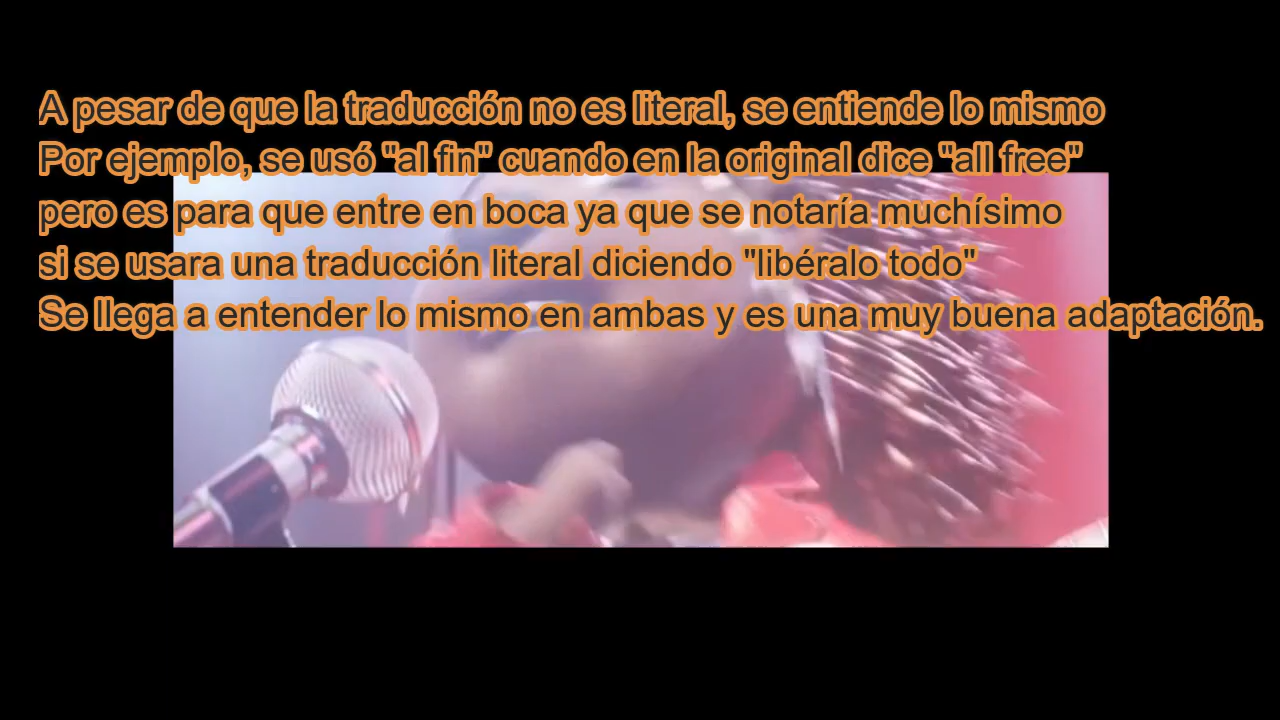 A pesar de que la traducción no es literal, se entiende lo mismo
Por ejemplo, se usó "al fin" cuando en la original dice "all free"
pero es para que entre en boca ya que se notaría muchísimo
si se usara una traducción literal diciendo "libéralo todo"
Se llega a entender lo mismo en ambas y es una muy buena adaptación.